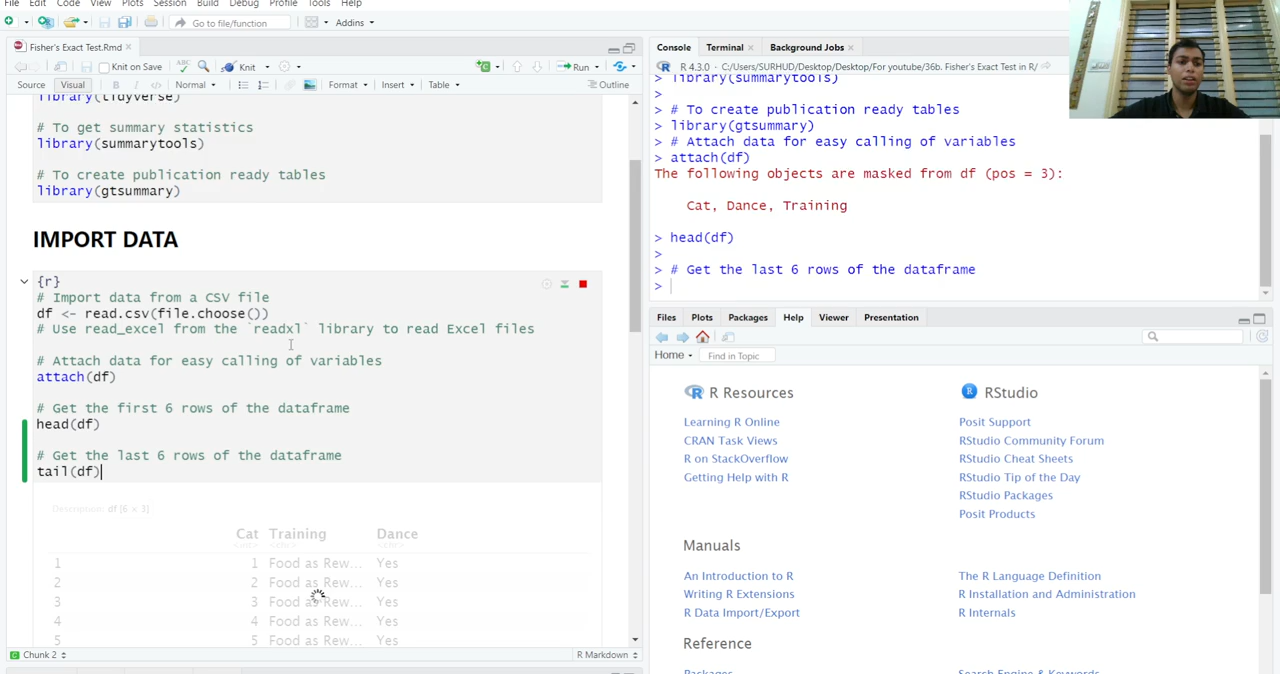 File Edit Code View Plots Session Build Debug Profile Tools Help
Go to file/function Addins
Fisher's Exact Test.Rmd
Knit on Save Knit Run
Source Visual Normal Format Insert Table Outline
library(tidyverse)
# To get summary statistics
library(summarytools)
# To create publication ready tables
library(gtsummary)
IMPORT DATA
{r}
# Import data from a CSV file
df <- read.csv(file.choose())
# Use read_excel from the `readxl` library to read Excel files
# Attach data for easy calling of variables
attach(df)
# Get the first 6 rows of the dataframe
head(df)
# Get the last 6 rows of the dataframe
tail(df)
Description: df [6 × 3]
Cat Training Dance
1 1 Food as Rew... Yes
2 2 Food as Rew... Yes
3 3 Food as Rew... Yes
4 4 Food as Rew... Yes
5 5 Food as Rew... Yes
Chunk 2 R Markdown
Console Terminal Background Jobs
R 4.3.0 · C:/Users/SURHUD/Desktop/Desktop/For youtube/36b. Fisher's Exact Test in R/
> library(summarytools)
>
> # To create publication ready tables
> library(gtsummary)
> # Attach data for easy calling of variables
> attach(df)
The following objects are masked from df (pos = 3):
Cat, Dance, Training
> head(df)
>
> # Get the last 6 rows of the dataframe
>
Files Plots Packages Help Viewer Presentation
Home Find in Topic
R Resources
Learning R Online
CRAN Task Views
R on StackOverflow
Getting Help with R
RStudio
Posit Support
RStudio Community Forum
RStudio Cheat Sheets
RStudio Tip of the Day
RStudio Packages
Posit Products
Manuals
An Introduction to R
Writing R Extensions
R Data Import/Export
The R Language Definition
R Installation and Administration
R Internals
Reference
Packages
Search Engine & Keywords